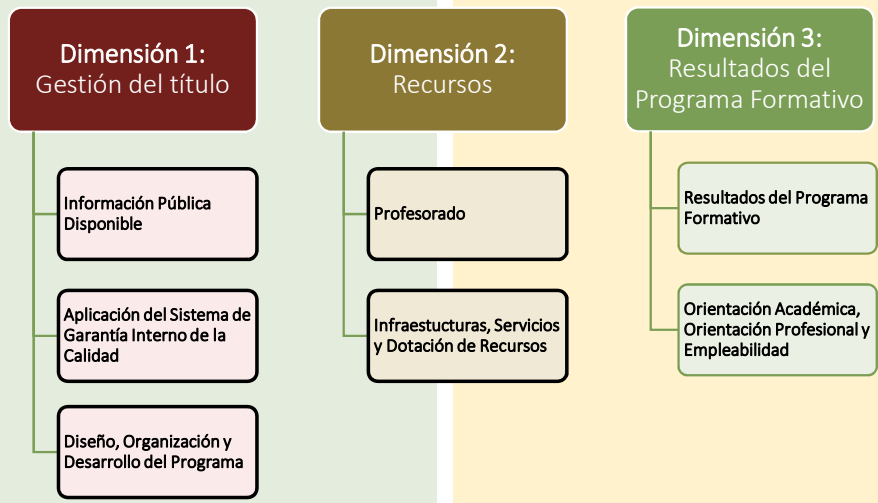 Dimensión 1:
Gestión del título
Información Pública
Disponible
Aplicación del Sistema de
Garantía Interno de la
Calidad
Diseño, Organización y
Desarrollo del Programa
Dimensión 2:
Recursos
Profesorado
Infraestucturas, Servicios
y Dotación de Recursos
Dimensión 3:
Resultados del
Programa Formativo
Resultados del Programa
Formativo
Orientación Académica,
Orientación Profesional y
Empleabilidad